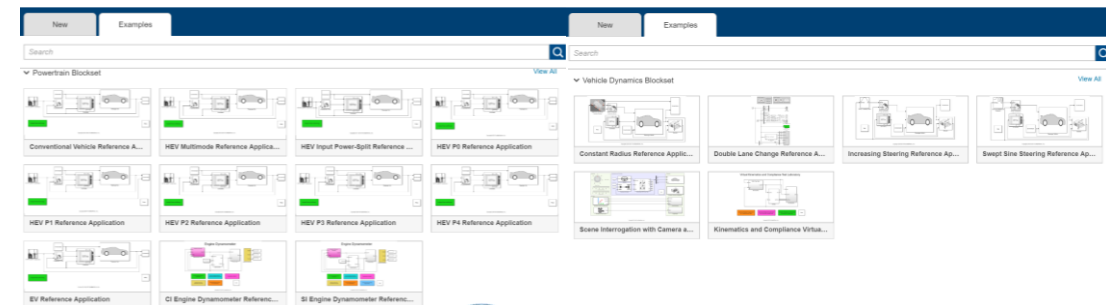 New Examples
Search
Powertrain Blockset View All
Conventional Vehicle Reference A...
HEV Multimode Reference Applica...
HEV Input Power-Split Reference ...
HEV P0 Reference Application
HEV P1 Reference Application
HEV P2 Reference Application
HEV P3 Reference Application
HEV P4 Reference Application
Engine Dynamometer
Engine Dynamometer
EV Reference Application
CI Engine Dynamometer Referenc...
SI Engine Dynamometer Referenc...
New Examples
Search
Vehicle Dynamics Blockset View All
Constant Radius Reference Applic...
Double Lane Change Reference A...
Increasing Steering Reference Ap...
Swept Sine Steering Reference Ap...
Scene Interrogation with Camera a...
Kinematics and Compliance Virtua...